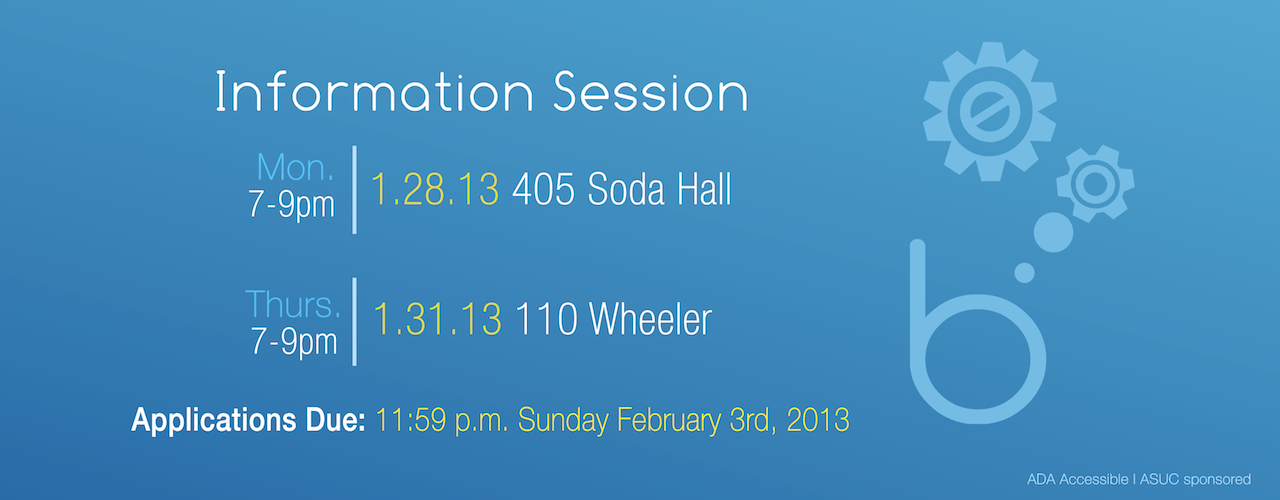 Information Session
Mon.
7-9pm
1.28.13 405 Soda Hall
Thurs.
7-9pm
1.31.13 110 Wheeler
Applications Due: 11:59 p.m. Sunday February 3rd, 2013
b
ADA Accessible | ASUC sponsored